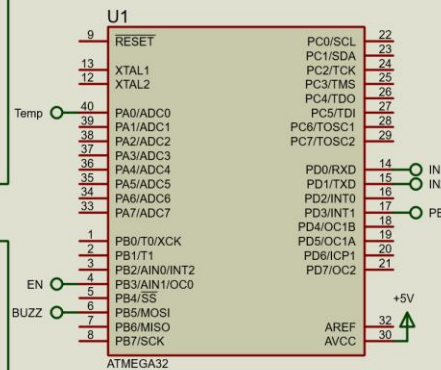 U1
9 RESET
13 XTAL1
12 XTAL2
Temp 40 PA0/ADC0
39 PA1/ADC1
38 PA2/ADC2
37 PA3/ADC3
36 PA4/ADC4
35 PA5/ADC5
34 PA6/ADC6
33 PA7/ADC7
1 PB0/T0/XCK
2 PB1/T1
3 PB2/AIN0/INT2
EN 4 PB3/AIN1/OC0
5 PB4/SS
BUZZ 6 PB5/MOSI
7 PB6/MISO
8 PB7/SCK
PC0/SCL 22
PC1/SDA 23
PC2/TCK 24
PC3/TMS 25
PC4/TDO 26
PC5/TDI 27
PC6/TOSC1 28
PC7/TOSC2 29
PD0/RXD 14
PD1/TXD 15
PD2/INT0 16
PD3/INT1 17
PD4/OC1B 18
PD5/OC1A 19
PD6/ICP1 20
PD7/OC2 21
+5V
AREF 32
AVCC 30
ATMEGA32